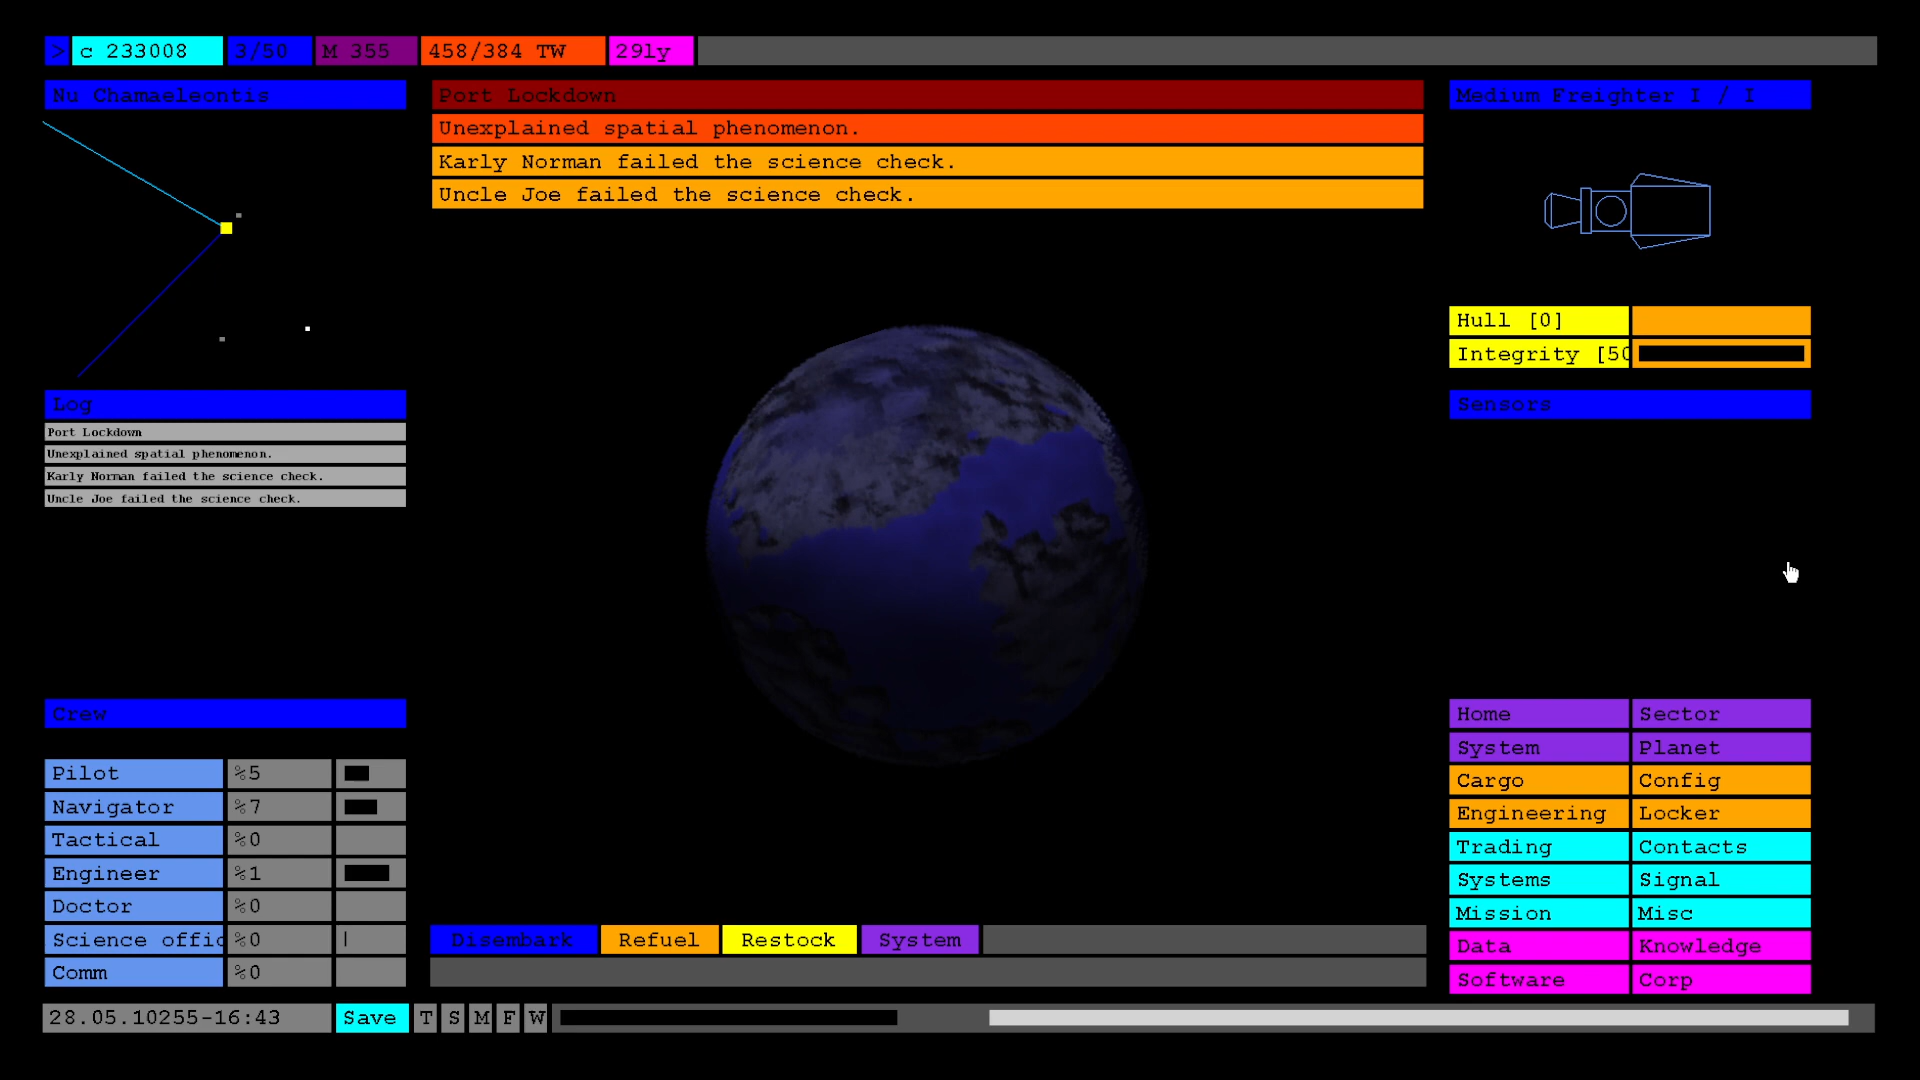 > c 233008 3/50 M 355 458/384 TW 29ly
Nu Chamaeleontis
Port Lockdown
Unexplained spatial phenomenon.
Karly Norman failed the science check.
Uncle Joe failed the science check.
Medium Freighter I / I
Hull [0]
Integrity [50
Sensors
Log
Port Lockdown
Unexplained spatial phenomenon.
Karly Norman failed the science check.
Uncle Joe failed the science check.
Crew
Pilot %5
Navigator %7
Tactical %0
Engineer %1
Doctor %0
Science offic %0
Comm %0
Disembark Refuel Restock System
Home Sector
System Planet
Cargo Config
Engineering Locker
Trading Contacts
Systems Signal
Mission Misc
Data Knowledge
Software Corp
28.05.10255-16:43 Save T S M F W